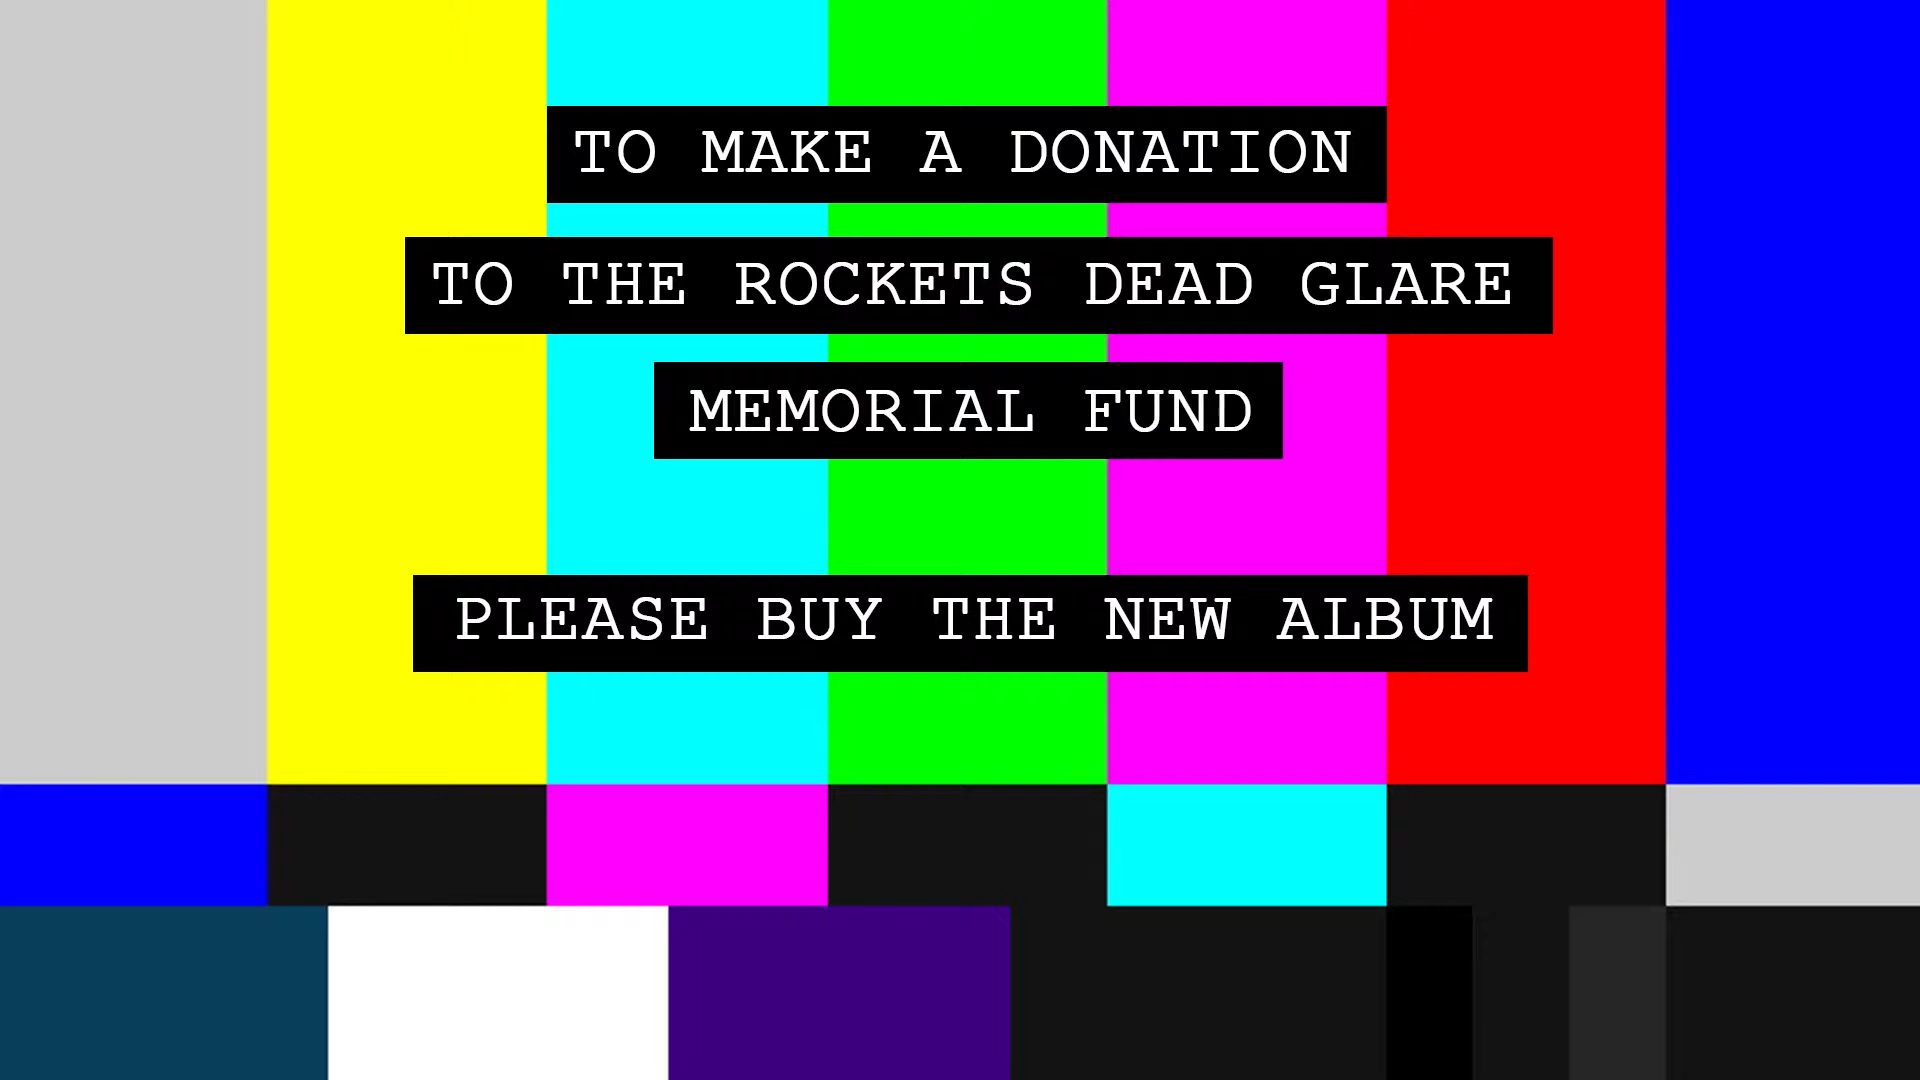 TO MAKE A DONATION
TO THE ROCKETS DEAD GLARE
MEMORIAL FUND
PLEASE BUY THE NEW ALBUM